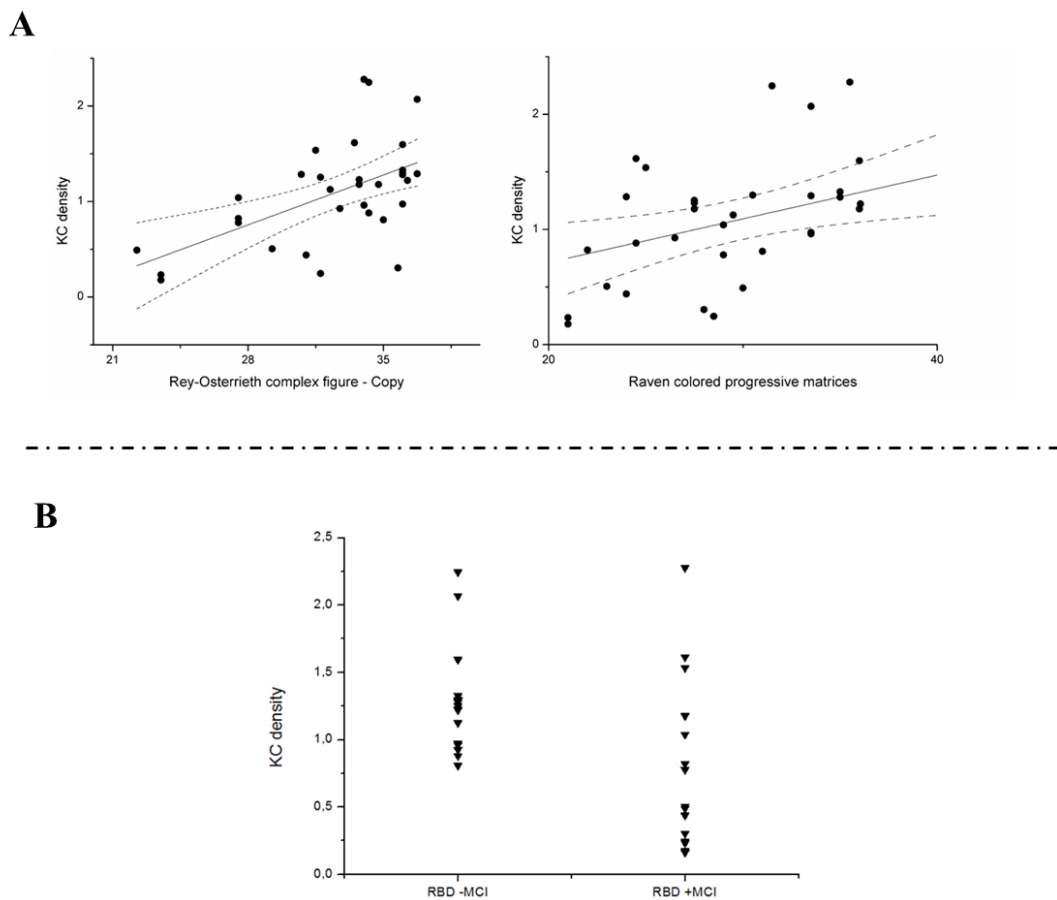 A
KC density
2
1
0
21
28
35
Rey-Osterrieth complex figure - Copy
KC density
2
1
0
20
40
Raven colored progressive matrices
B
KC density
2,5
2,0
1,5
1,0
0,5
0,0
RBD -MCI
RBD +MCI